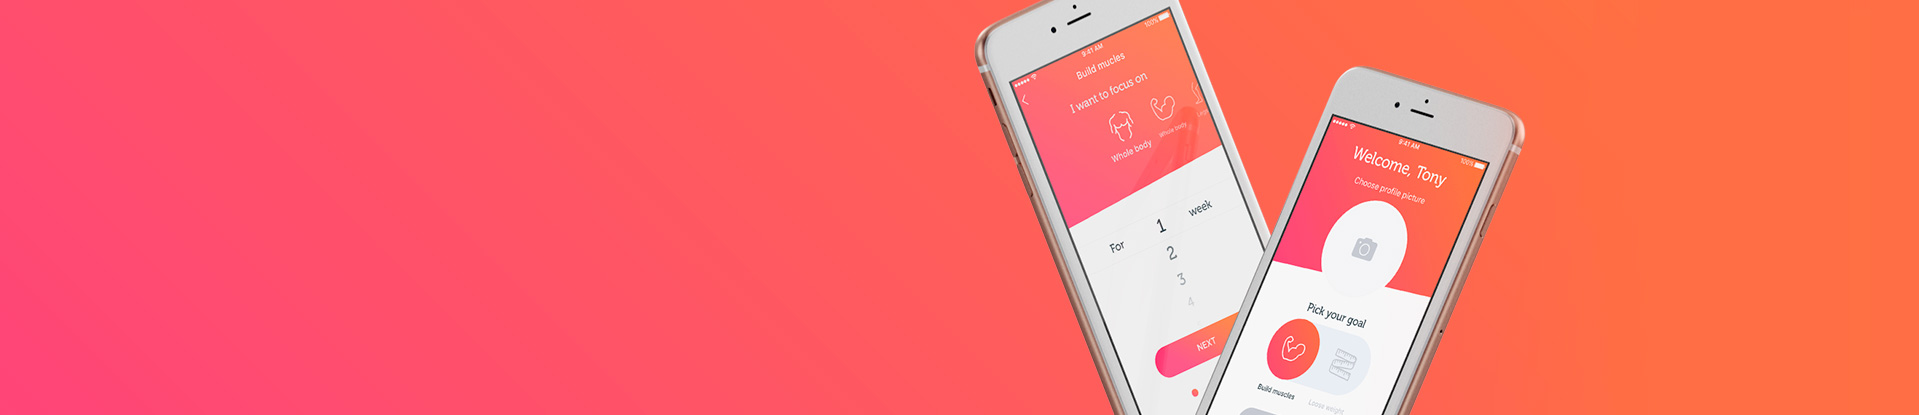 100%
9:41 AM
Build mucles
I want to focus on
Whole body
Whole body
For 1 week
2
3
4
NEXT
9:41 AM
100%
Welcome, Tony
Choose profile picture
Pick your goal
Build muscles
Loose weight